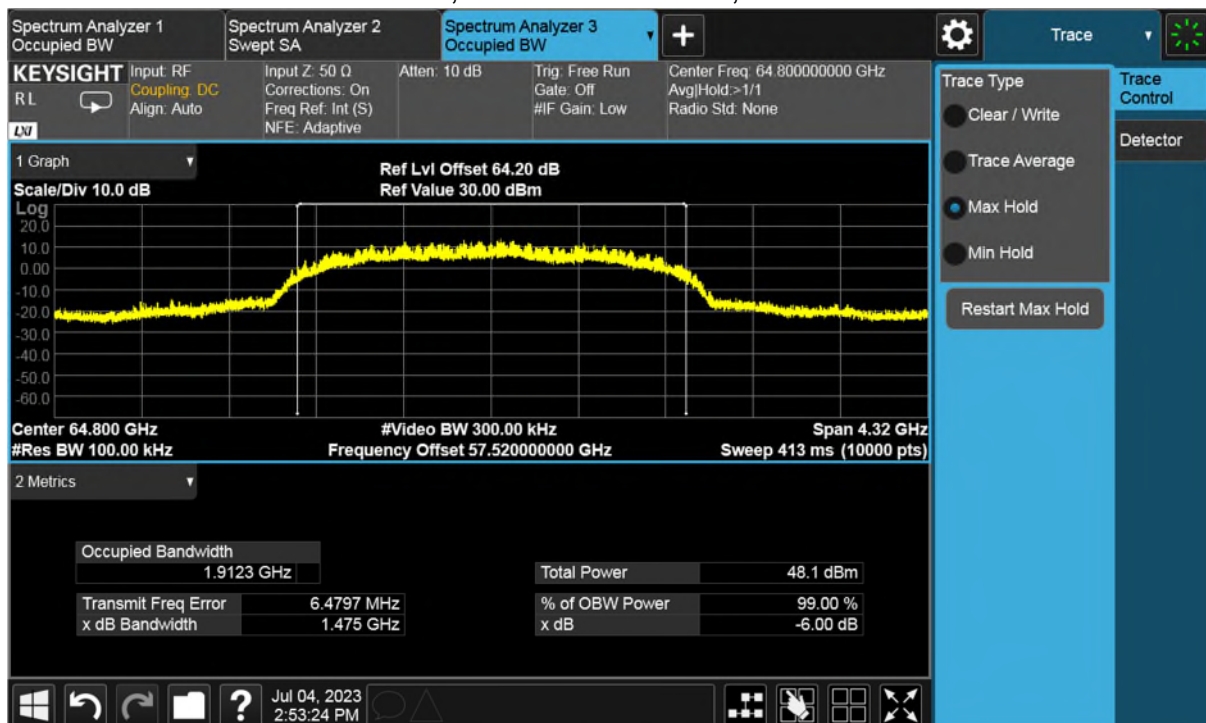 Spectrum Analyzer 1
Occupied BW
Spectrum Analyzer 2
Swept SA
Spectrum Analyzer 3
Occupied BW
Trace
KEYSIGHT
RL
LXI
Input: RF
Coupling: DC
Align: Auto
Input Z: 50 Ω
Corrections: On
Freq Ref: Int (S)
NFE: Adaptive
Atten: 10 dB
Trig: Free Run
Gate: Off
#IF Gain: Low
Center Freq: 64.800000000 GHz
Avg|Hold:>1/1
Radio Std: None
Trace Type
Clear / Write
Trace Average
Max Hold
Min Hold
Restart Max Hold
Trace
Control
Detector
1 Graph
Ref Lvl Offset 64.20 dB
Scale/Div 10.0 dB
Ref Value 30.00 dBm
Log
20.0
10.0
0.00
-10.0
-20.0
-30.0
-40.0
-50.0
-60.0
Center 64.800 GHz
#Video BW 300.00 kHz
Span 4.32 GHz
#Res BW 100.00 kHz
Frequency Offset 57.520000000 GHz
Sweep 413 ms (10000 pts)
2 Metrics
Occupied Bandwidth
1.9123 GHz
Total Power 48.1 dBm
Transmit Freq Error 6.4797 MHz
% of OBW Power 99.00 %
x dB Bandwidth 1.475 GHz
x dB -6.00 dB
?
Jul 04, 2023
2:53:24 PM